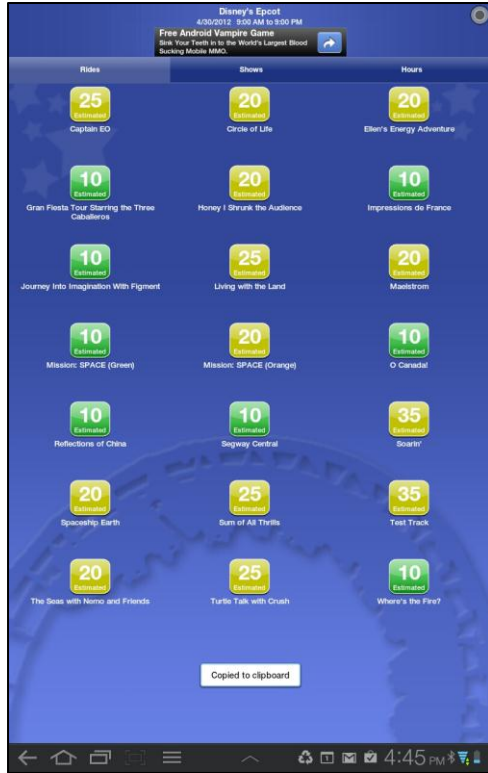 Disney's Epcot
4/30/2012 9:00 AM to 9:00 PM
Free Android Vampire Game
Sink Your Teeth in to the World's Largest Blood
Sucking Mobile MMO.
Rides Shows Hours
25 20 20
Estimated Estimated Estimated
Captain EO Circle of Life Ellen's Energy Adventure
10 20 10
Estimated Estimated Estimated
Gran Fiesta Tour Starring the Three Honey I Shrunk the Audience Impressions de France
Caballeros
10 25 20
Estimated Estimated Estimated
Journey Into Imagination With Figment Living with the Land Maelstrom
10 20 10
Estimated Estimated Estimated
Mission: SPACE (Green) Mission: SPACE (Orange) O Canada!
10 10 35
Estimated Estimated Estimated
Reflections of China Segway Central Soarin'
20 25 35
Estimated Estimated Estimated
Spaceship Earth Sum of All Thrills Test Track
20 25 10
Estimated Estimated Estimated
The Seas with Nemo and Friends Turtle Talk with Crush Where's the Fire?
Copied to clipboard
4:45 PM